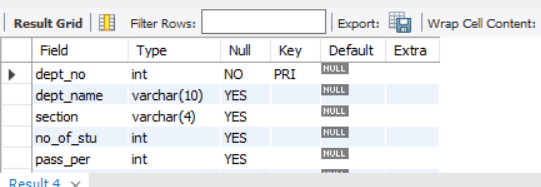 Result Grid Filter Rows: Export: Wrap Cell Content:
Field Type Null Key Default Extra
dept_no int NO PRI NULL
dept_name varchar(10) YES NULL
section varchar(4) YES NULL
no_of_stu int YES NULL
pass_per int YES NULL
Result 4 ×